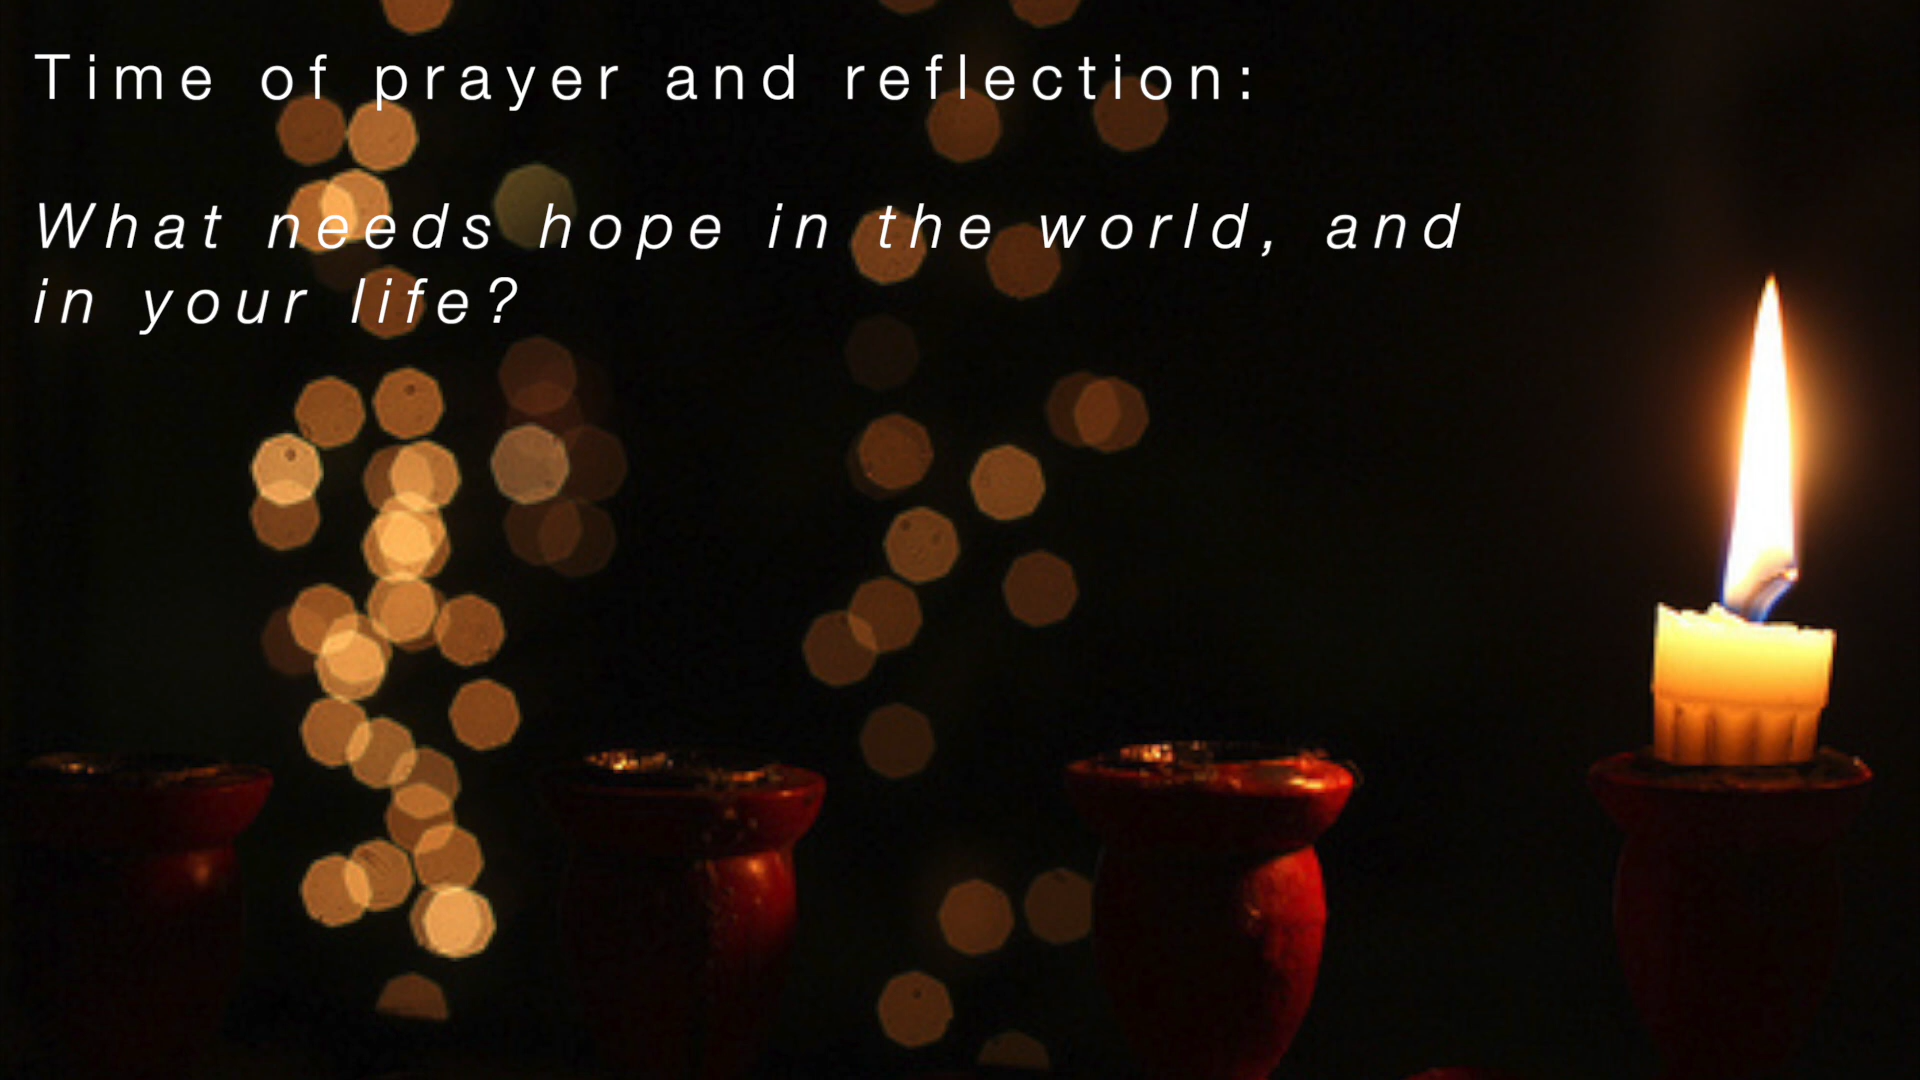 Time of prayer and reflection:
What needs hope in the world, and
in your life?